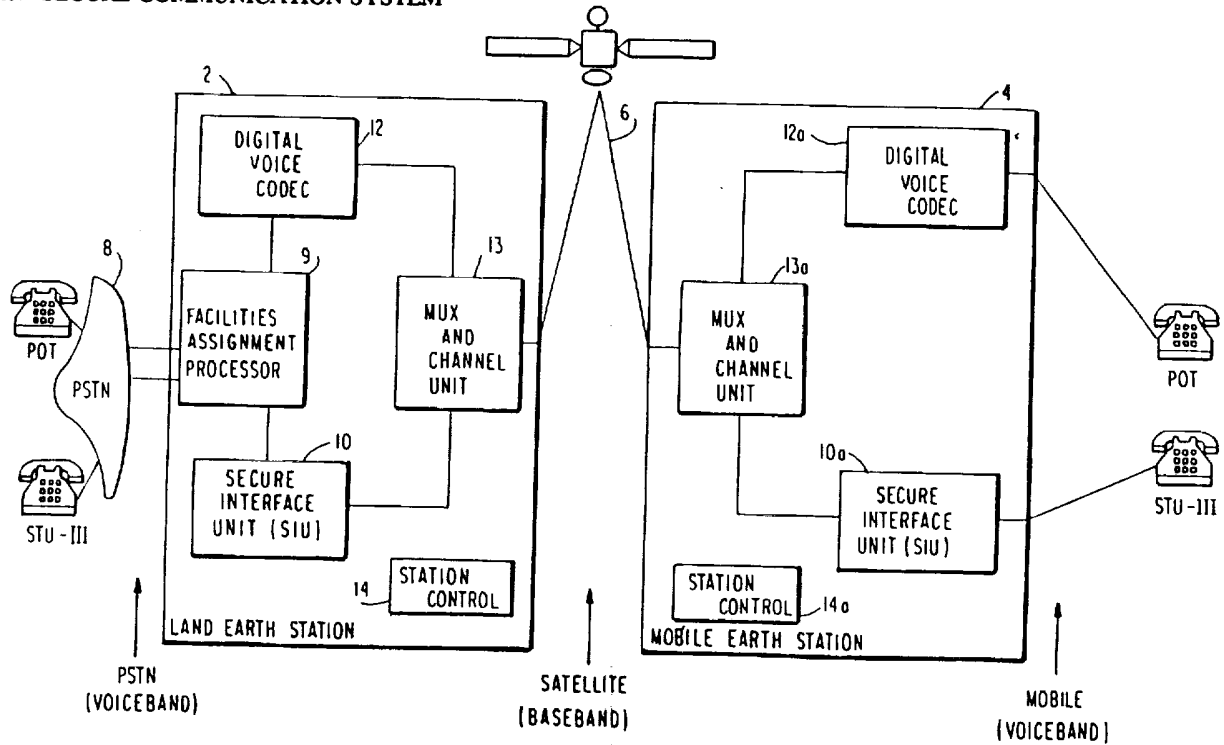 SECURE COMMUNICATION SYSTEM
2
12
DIGITAL
VOICE
CODEC
6
4
12a
DIGITAL
VOICE
CODEC
8
POT
PSTN
STU-III
9
FACILITIES
ASSIGNMENT
PROCESSOR
13
MUX
AND
CHANNEL
UNIT
13a
MUX
AND
CHANNEL
UNIT
POT
10
SECURE
INTERFACE
UNIT (SIU)
10a
SECURE
INTERFACE
UNIT (SIU)
STU-III
14
STATION
CONTROL
LAND EARTH STATION
STATION
CONTROL
14a
MOBILE EARTH STATION
PSTN
(VOICEBAND)
SATELLITE
(BASEBAND)
MOBILE
(VOICEBAND)